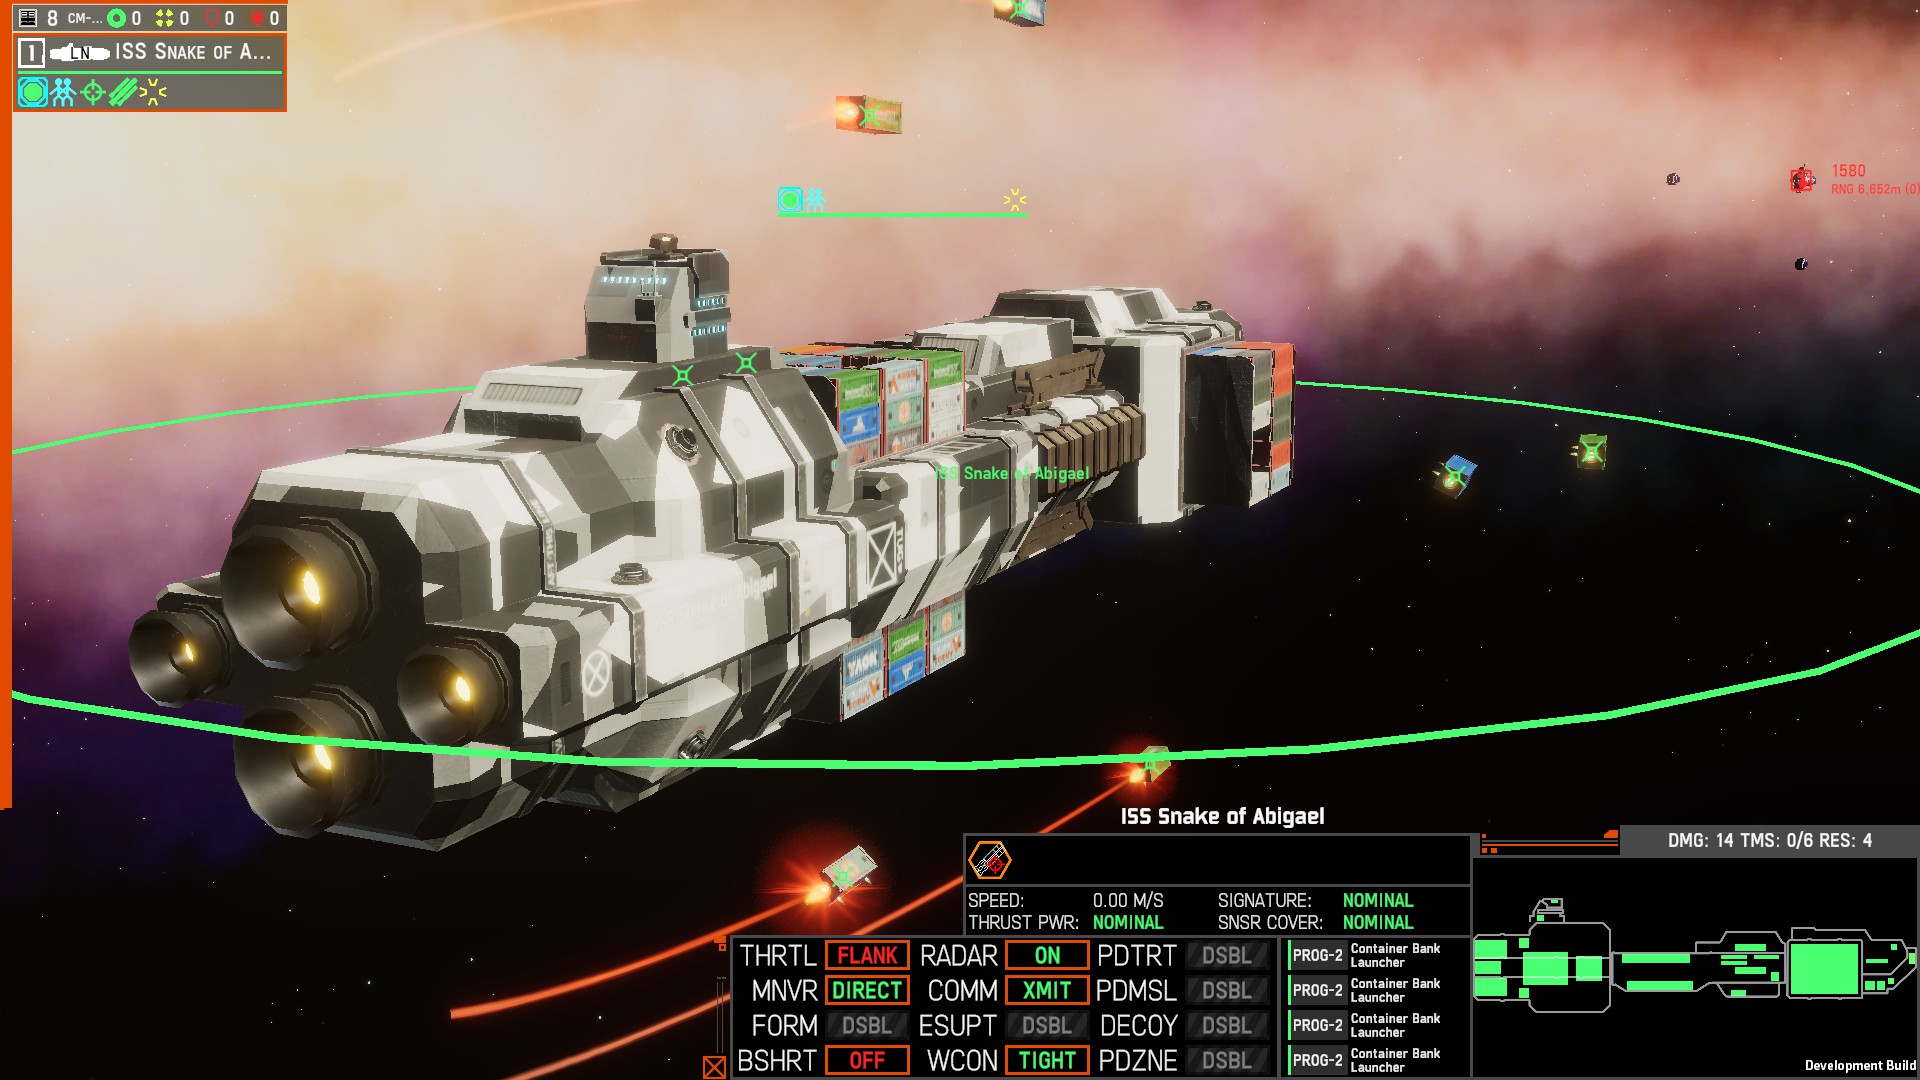 8 CM-... 0 0 0 0
1 LN ISS Snake of A...
1580
RNG 6,652m (0)
ISS Snake of Abigael
ISS Snake of Abigael
DMG: 14 TMS: 0/6 RES: 4
SPEED: 0.00 M/S SIGNATURE: NOMINAL
THRUST PWR: NOMINAL SNSR COVER: NOMINAL
THRTL FLANK RADAR ON PDTRT DSBL
MNVR DIRECT COMM XMIT PDMSL DSBL
FORM DSBL ESUPT DSBL DECOY DSBL
BSHRT OFF WCON TIGHT PDZNE DSBL
PROG-2 Container Bank
Launcher
PROG-2 Container Bank
Launcher
PROG-2 Container Bank
Launcher
PROG-2 Container Bank
Launcher
Development Build